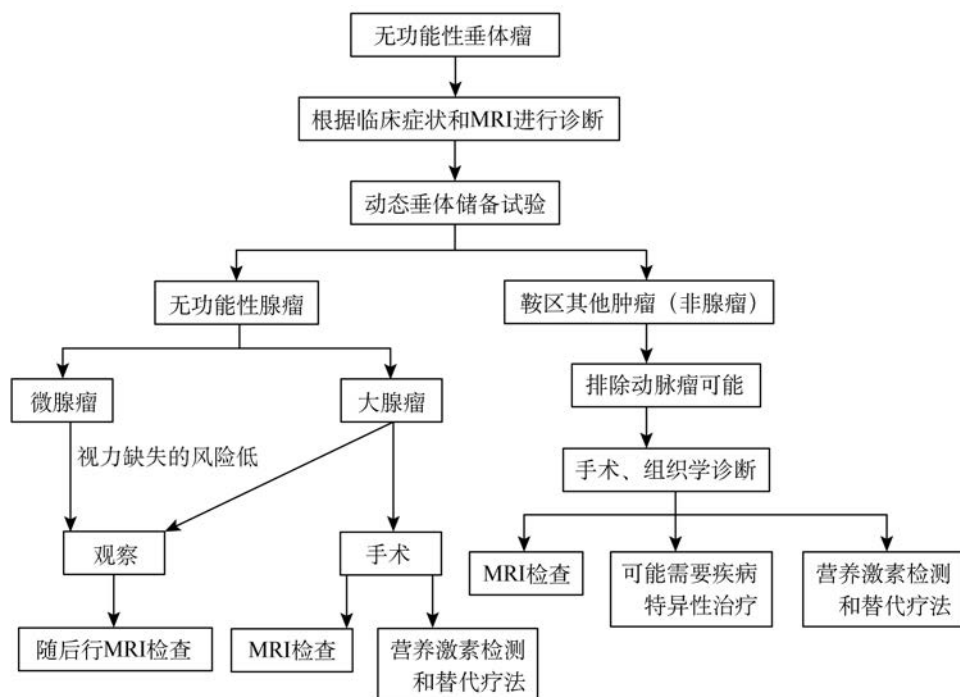 无功能性垂体瘤
根据临床症状和MRI进行诊断
动态垂体储备试验
无功能性腺瘤
鞍区其他肿瘤（非腺瘤）
微腺瘤
大腺瘤
排除动脉瘤可能
视力缺失的风险低
手术、组织学诊断
观察
手术
MRI检查
可能需要疾病
特异性治疗
营养激素检测
和替代疗法
随后行MRI检查
MRI检查
营养激素检测
和替代疗法